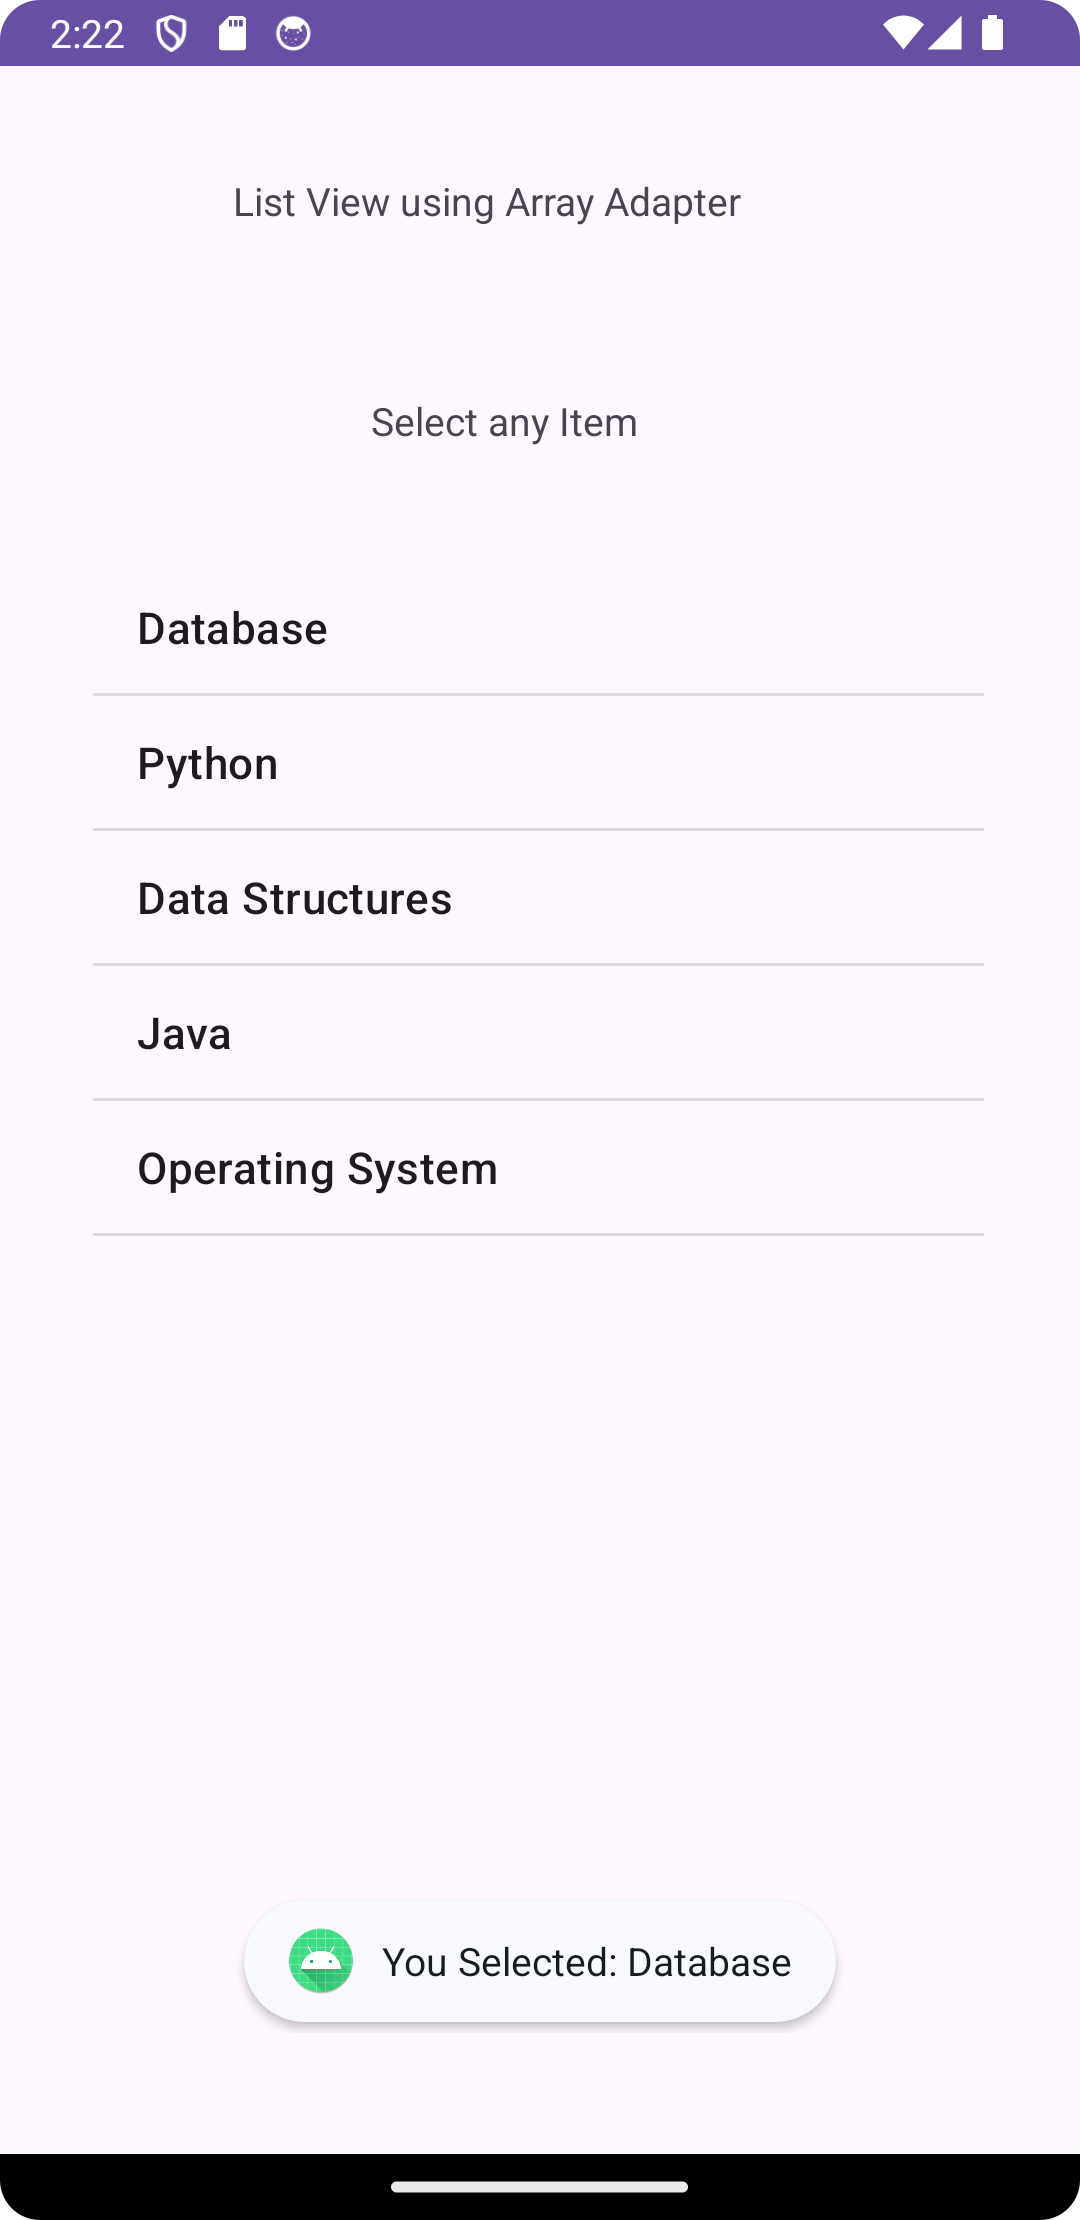 2:22
List View using Array Adapter
Select any Item
Database
Python
Data Structures
Java
Operating System
You Selected: Database